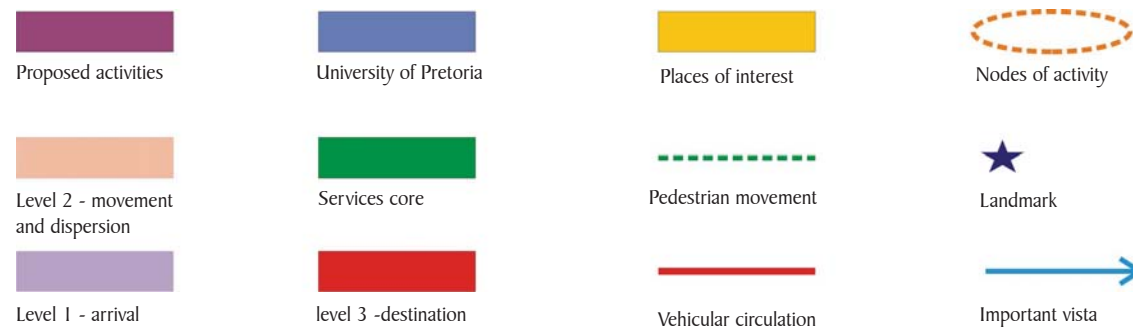 Proposed activities
University of Pretoria
Places of interest
Nodes of activity
Level 2 - movement
and dispersion
Services core
Pedestrian movement
Landmark
Level 1 - arrival
level 3 -destination
Vehicular circulation
Important vista